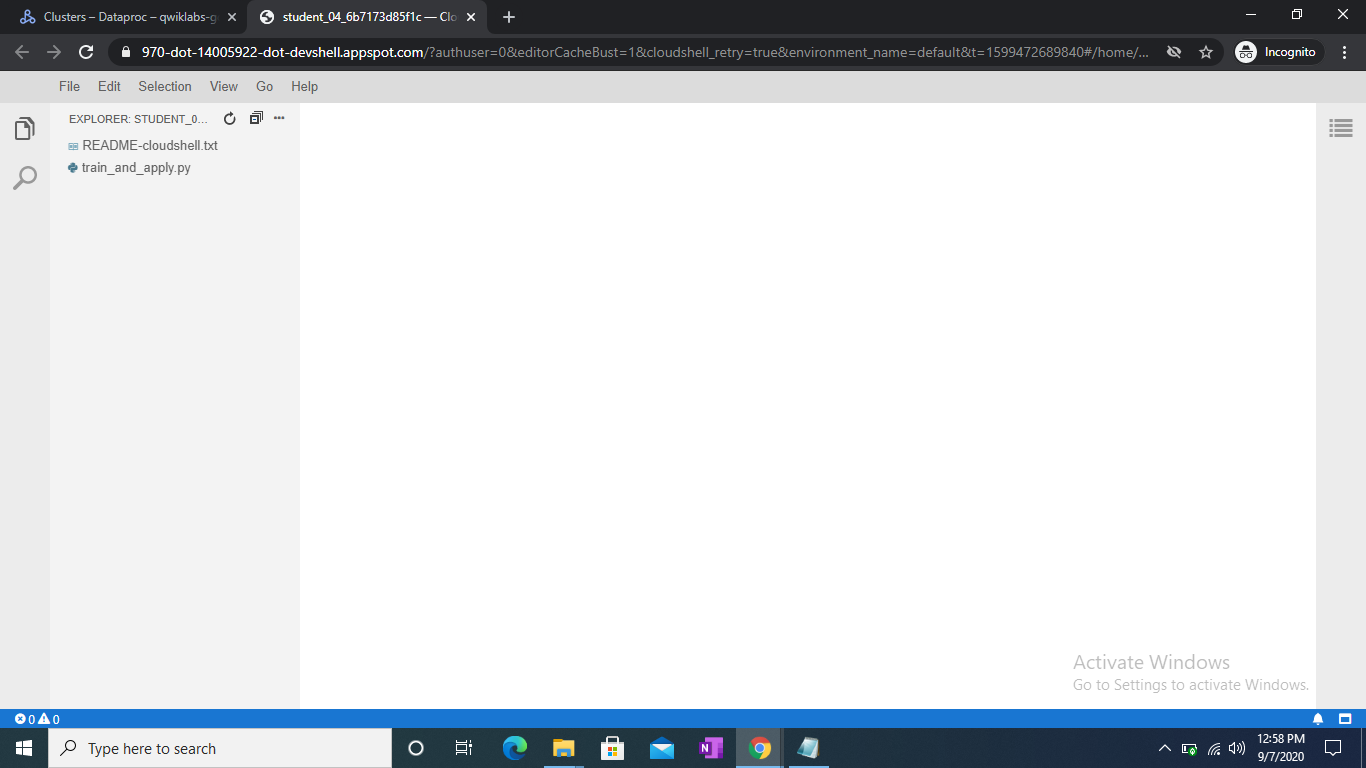 Clusters – Dataproc – qwiklabs-g
student_04_6b7173d85f1c — Clo
970-dot-14005922-dot-devshell.appspot.com/?authuser=0&editorCacheBust=1&cloudshell_retry=true&environment_name=default&t=1599472689840#/home/...
Incognito
File Edit Selection View Go Help
EXPLORER: STUDENT_0...
README-cloudshell.txt
train_and_apply.py
Activate Windows
Go to Settings to activate Windows.
0 0
Type here to search
N
12:58 PM
9/7/2020